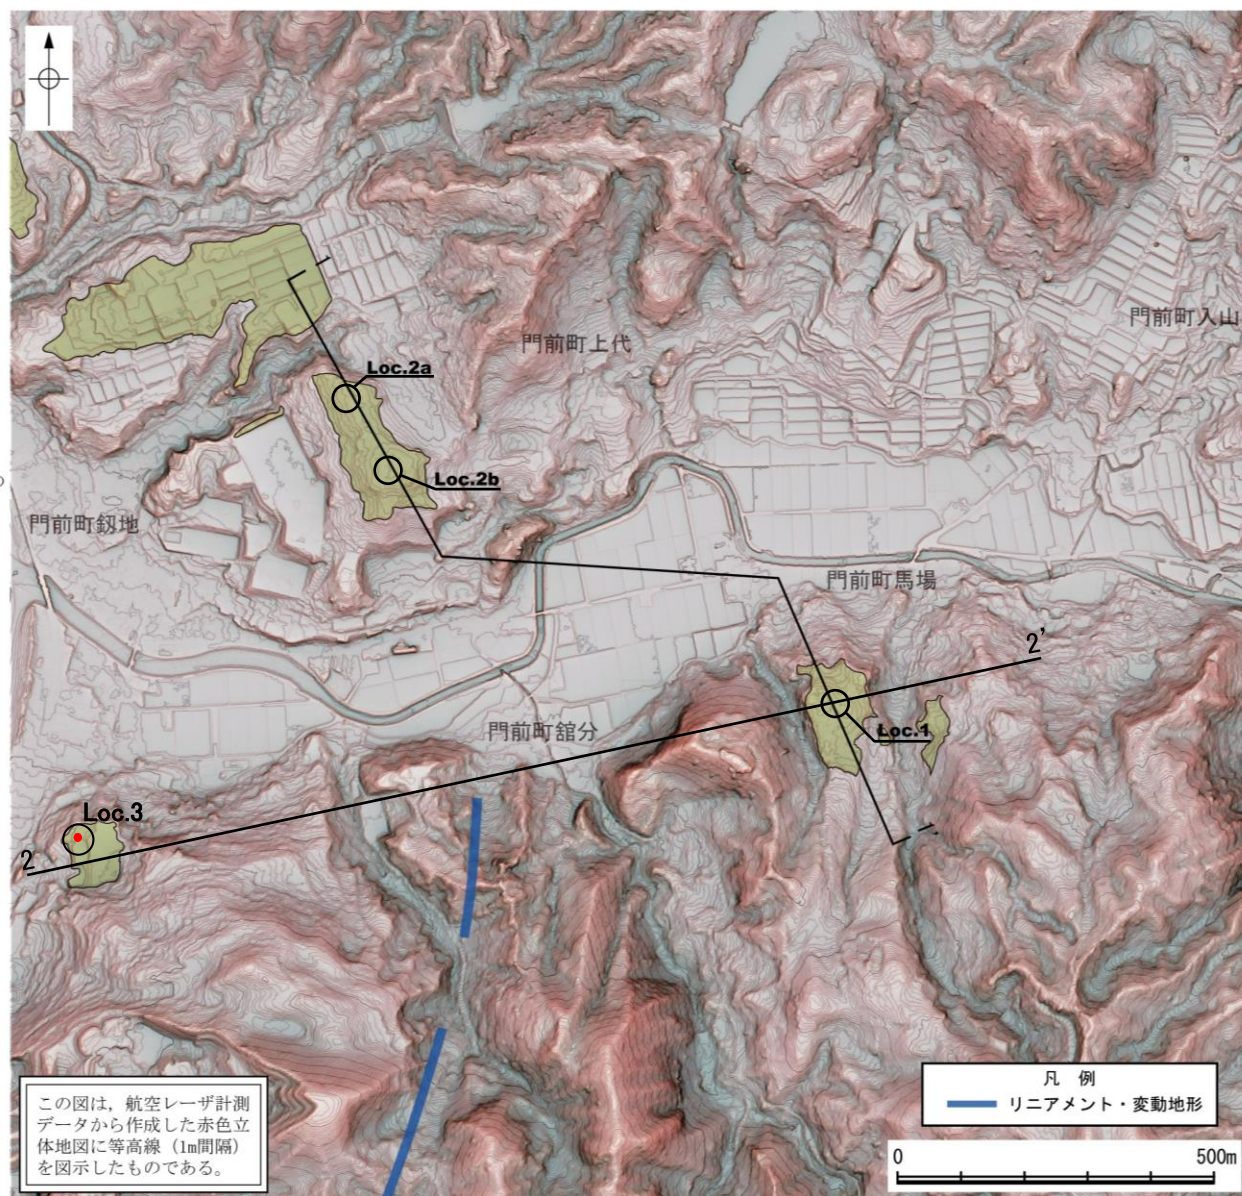 門前町入山
門前町上代
Loc.2a
Loc.2b
門前町釼地
門前町馬場
2'
門前町舘分
Loc.1
Loc.3
2
この図は，航空レーザ計測
データから作成した赤色立
体地図に等高線（1m間隔）
を図示したものである。
凡 例
リニアメント・変動地形
0 500m